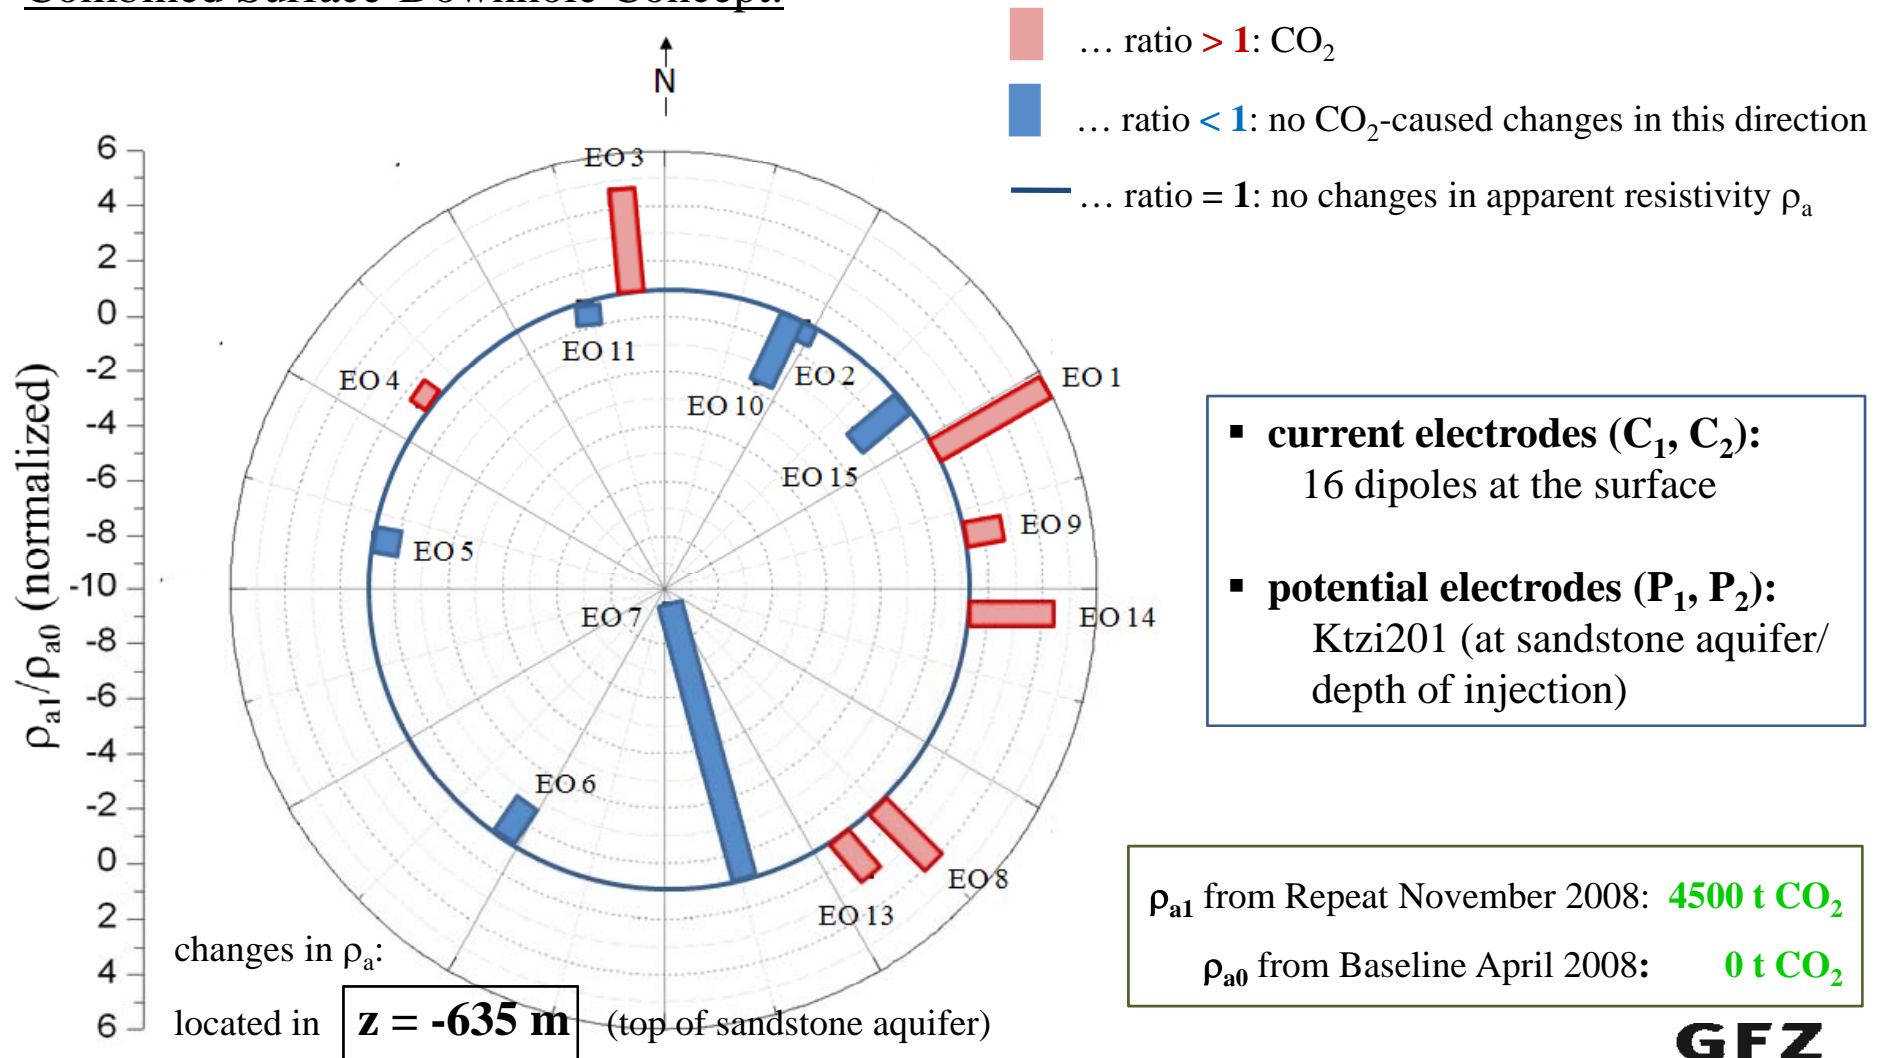 Combined Surface-Downhole Concept:
... ratio > 1: CO2
... ratio < 1: no CO2-caused changes in this direction
... ratio = 1: no changes in apparent resistivity ρa
N
6
4
2
0
-2
-4
-6
-8
-10
-8
-6
-4
-2
0
2
4
6
ρa1/ρa0 (normalized)
EO 3
EO 11
EO 4
EO 2
EO 10
EO 1
EO 15
EO 9
EO 5
EO 7
EO 14
EO 6
EO 8
EO 13
▪ current electrodes (C1, C2):
16 dipoles at the surface
▪ potential electrodes (P1, P2):
Ktzi201 (at sandstone aquifer/
depth of injection)
ρa1 from Repeat November 2008: 4500 t CO2
ρa0 from Baseline April 2008: 0 t CO2
changes in ρa:
located in z = -635 m (top of sandstone aquifer)
GFZ